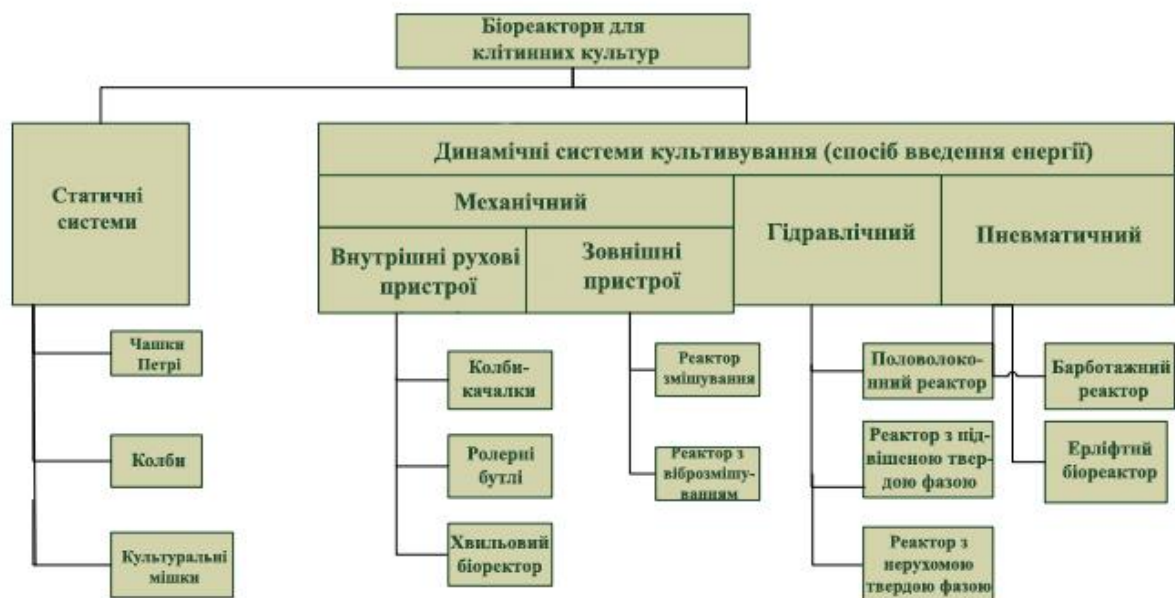 Біореактори для
клітинних культур
Статичні
системи
Динамічні системи культивування (спосіб введення енергії)
Механічний
Гідравлічний
Пневматичний
Внутрішні рухові
пристрої
Зовнішні
пристрої
Чашки
Петрі
Колби
Культуральні
мішки
Колби-
качалки
Ролерні
бутлі
Хвильовий
біоректор
Реактор
змішування
Реактор з
віброзмішу-
ванням
Половолоко-
нний реактор
Реактор з під-
вішеною твер-
дою фазою
Реактор з
нерухомою
твердою фазою
Барботажний
реактор
Ерліфтний
біореактор